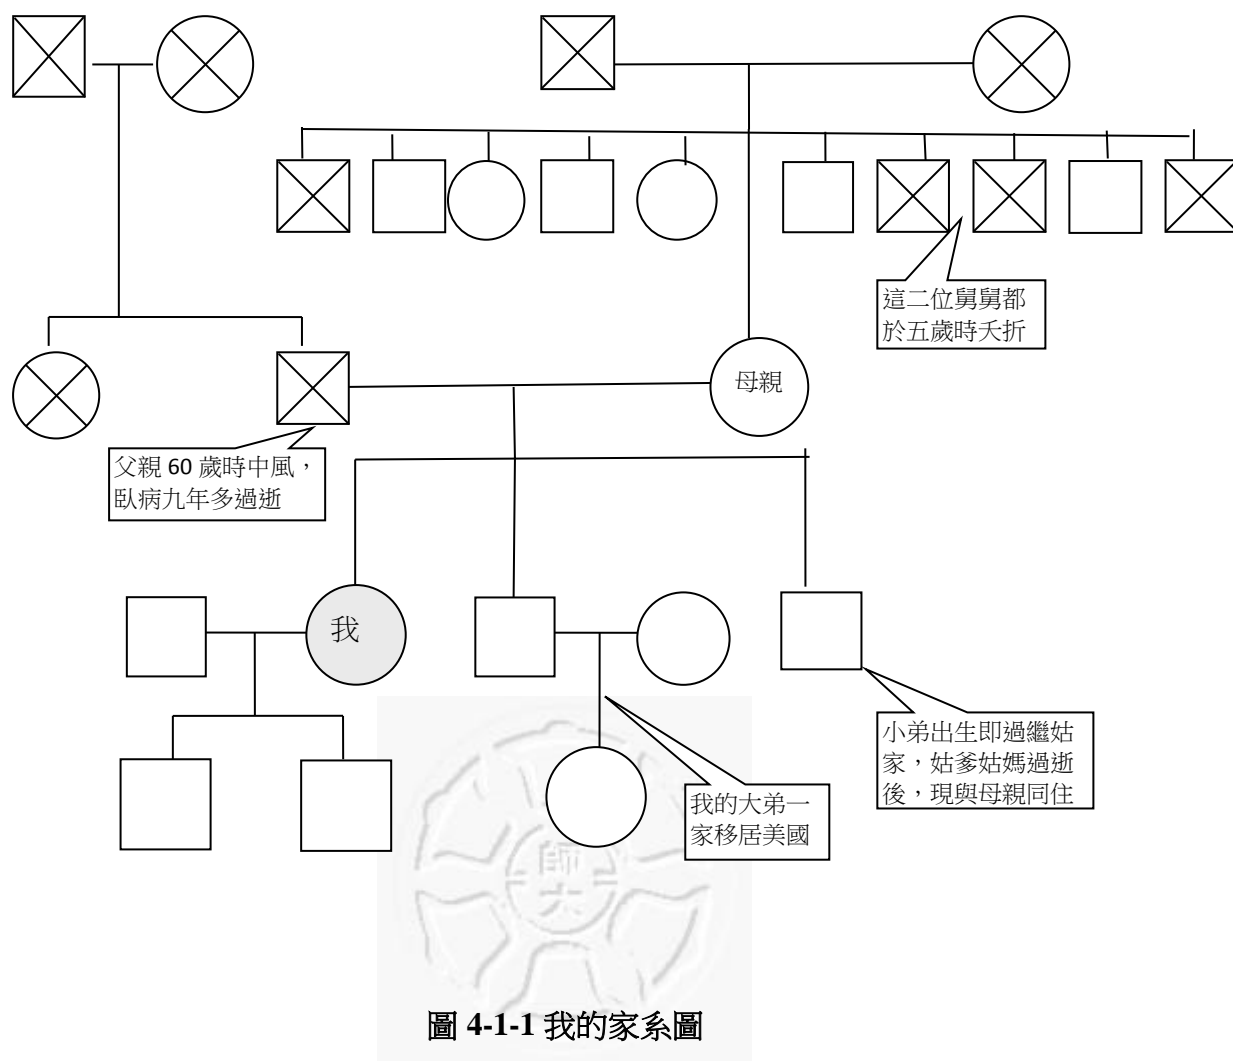 這二位舅舅都
於五歲時夭折
母親
父親 60 歲時中風，
臥病九年多過逝
我
小弟出生即過繼姑
家，姑爹姑媽過逝
後，現與母親同住
我的大弟一
家移居美國
師大
圖 4-1-1 我的家系圖